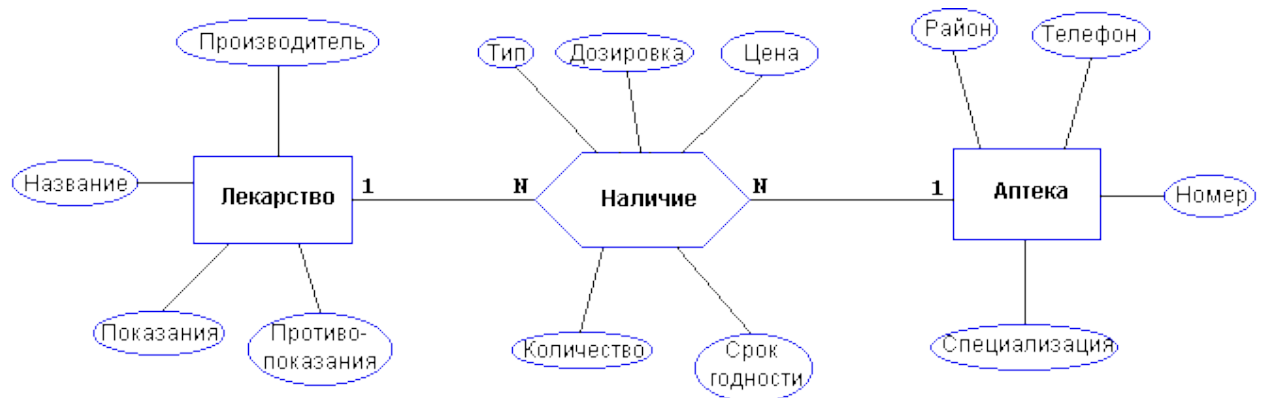 Производитель
Тип
Дозировка
Цена
Район
Телефон
Название
Лекарство
1
N
Наличие
N
1
Аптека
Номер
Показания
Противо-
показания
Количество
Срок
годности
Специализация